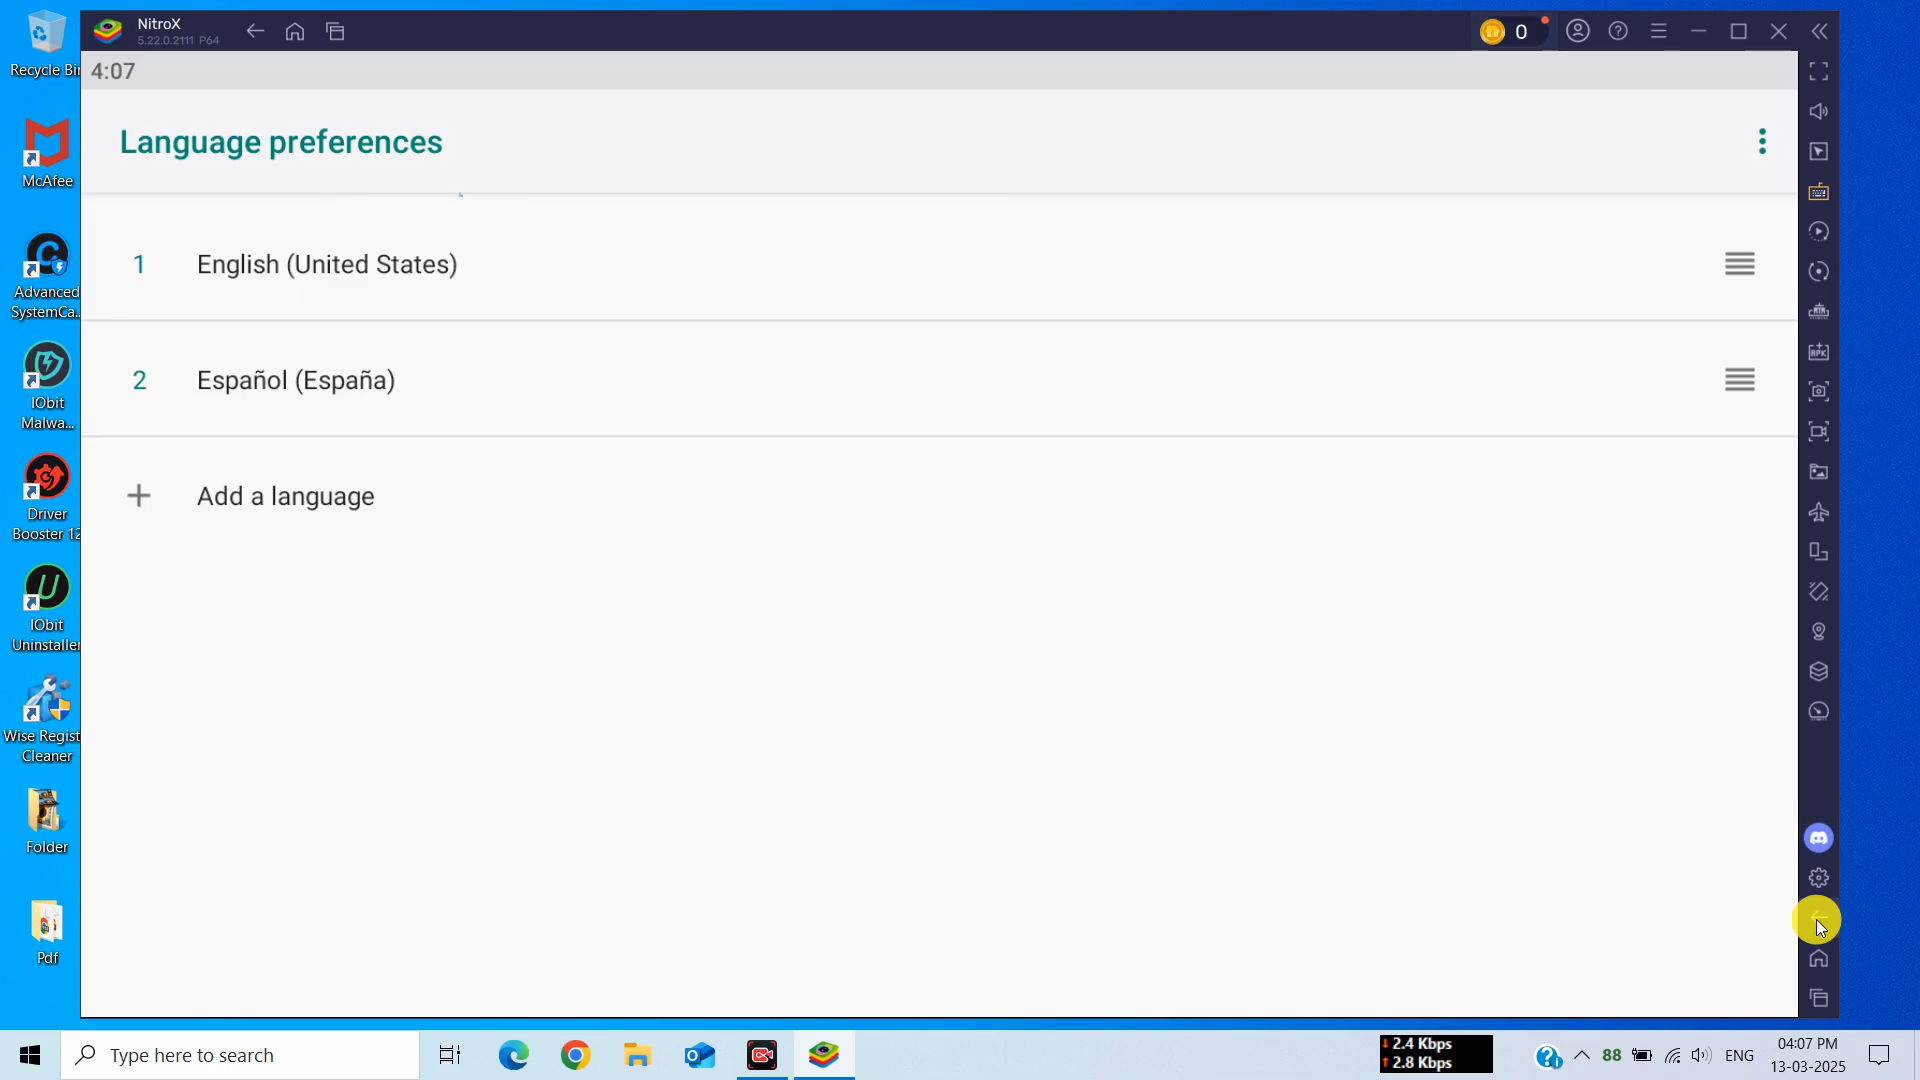 NitroX
5.22.0.2111 P64
0
4:07
Language preferences
1 English (United States)
2 Español (España)
Add a language
Recycle Bin
McAfee
Advanced
SystemCa...
IObit
Malwa...
Driver
Booster 12
IObit
Uninstaller
Wise Regist
Cleaner
Folder
Pdf
APK
Type here to search
2.4 Kbps
2.8 Kbps
88
ENG
04:07 PM
13-03-2025